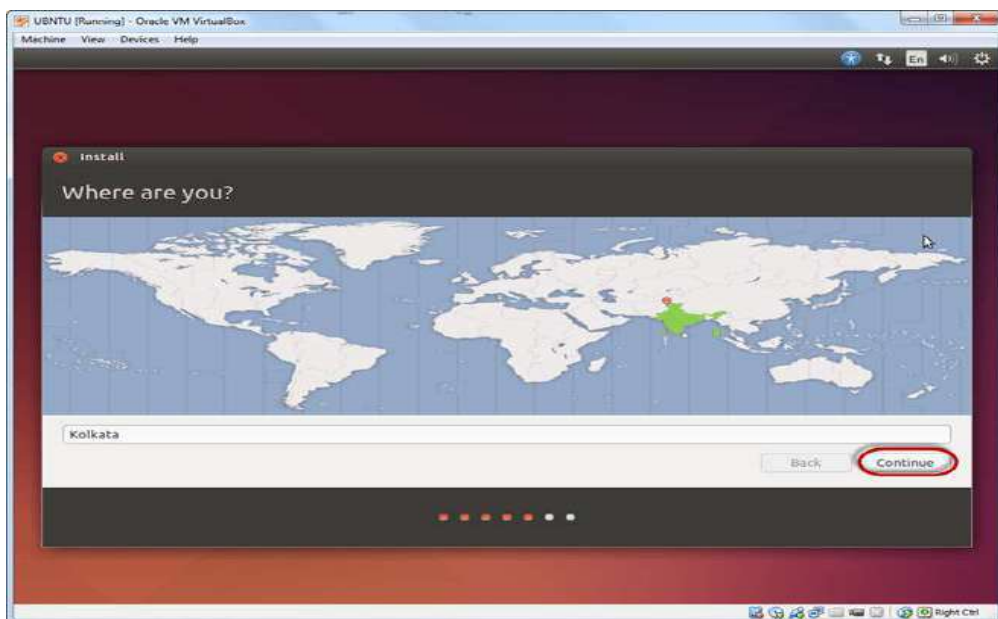 UBNTU [Running] - Oracle VM VirtualBox
Machine View Devices Help
En
Install
Where are you?
Kolkata
Back Continue
Right Ctrl